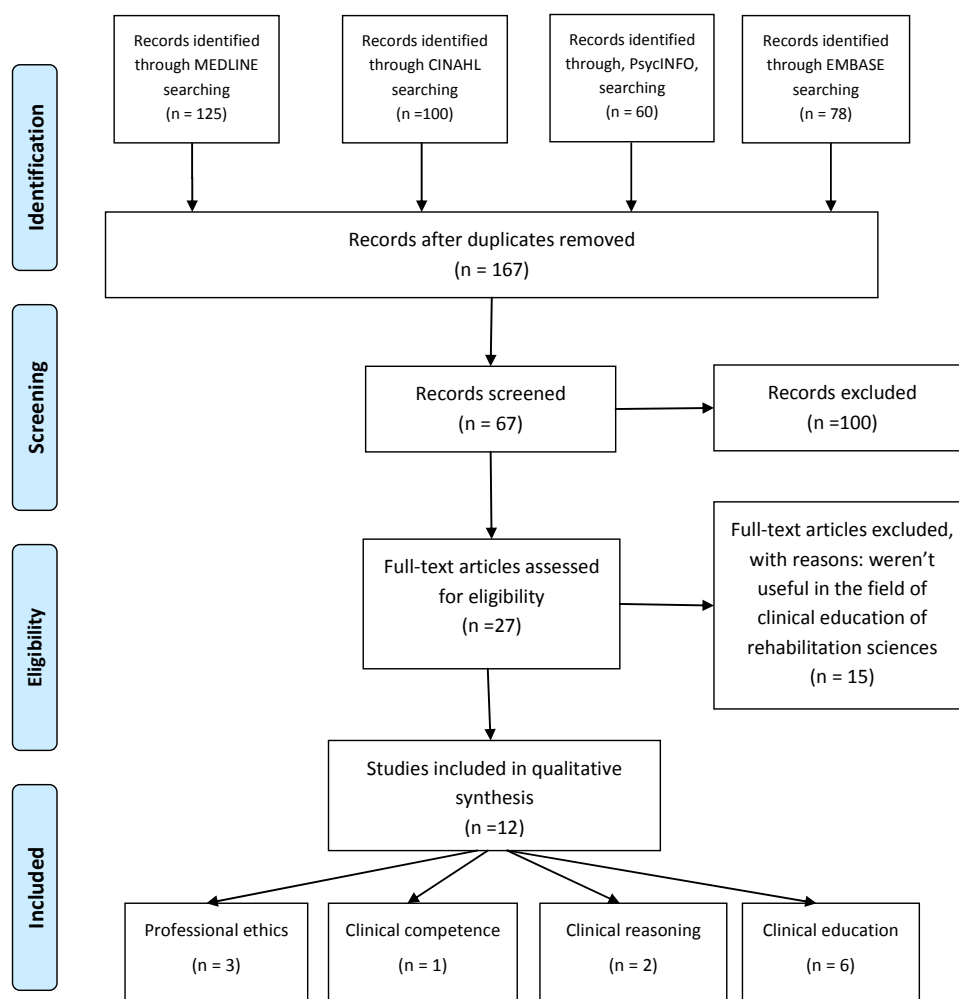 Identification
Records identified
through MEDLINE
searching
(n = 125)
Records identified
through CINAHL
searching
(n =100)
Records identified
through, PsycINFO,
searching
(n = 60)
Records identified
through EMBASE
searching
(n = 78)
Records after duplicates removed
(n = 167)
Screening
Records screened
(n = 67)
Records excluded
(n =100)
Eligibility
Full-text articles assessed
for eligibility
(n =27)
Full-text articles excluded,
with reasons: weren’t
useful in the field of
clinical education of
rehabilitation sciences
(n = 15)
Included
Studies included in qualitative
synthesis
(n =12)
Professional ethics
(n = 3)
Clinical competence
(n = 1)
Clinical reasoning
(n = 2)
Clinical education
(n = 6)